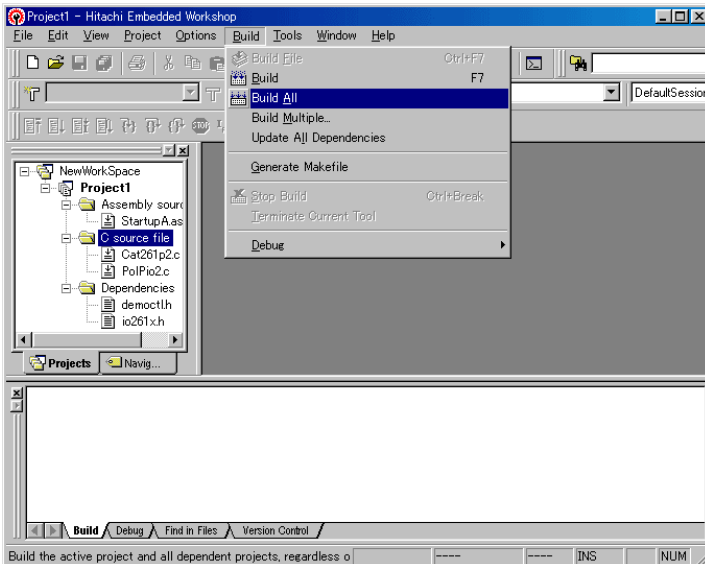 Project1 - Hitachi Embedded Workshop
File Edit View Project Options Build Tools Window Help
Build File Ctrl+F7
Build F7
Build All
Build Multiple...
Update All Dependencies
Generate Makefile
Stop Build Ctrl+Break
Terminate Current Tool
Debug
DefaultSession
NewWorkSpace
Project1
Assembly sourc
StartupA.as
C source file
Cat261p2.c
PolPio2.c
Dependencies
democtl.h
io261x.h
Projects Navig...
Build Debug Find in Files Version Control
Build the active project and all dependent projects, regardless o ---- ---- INS NUM